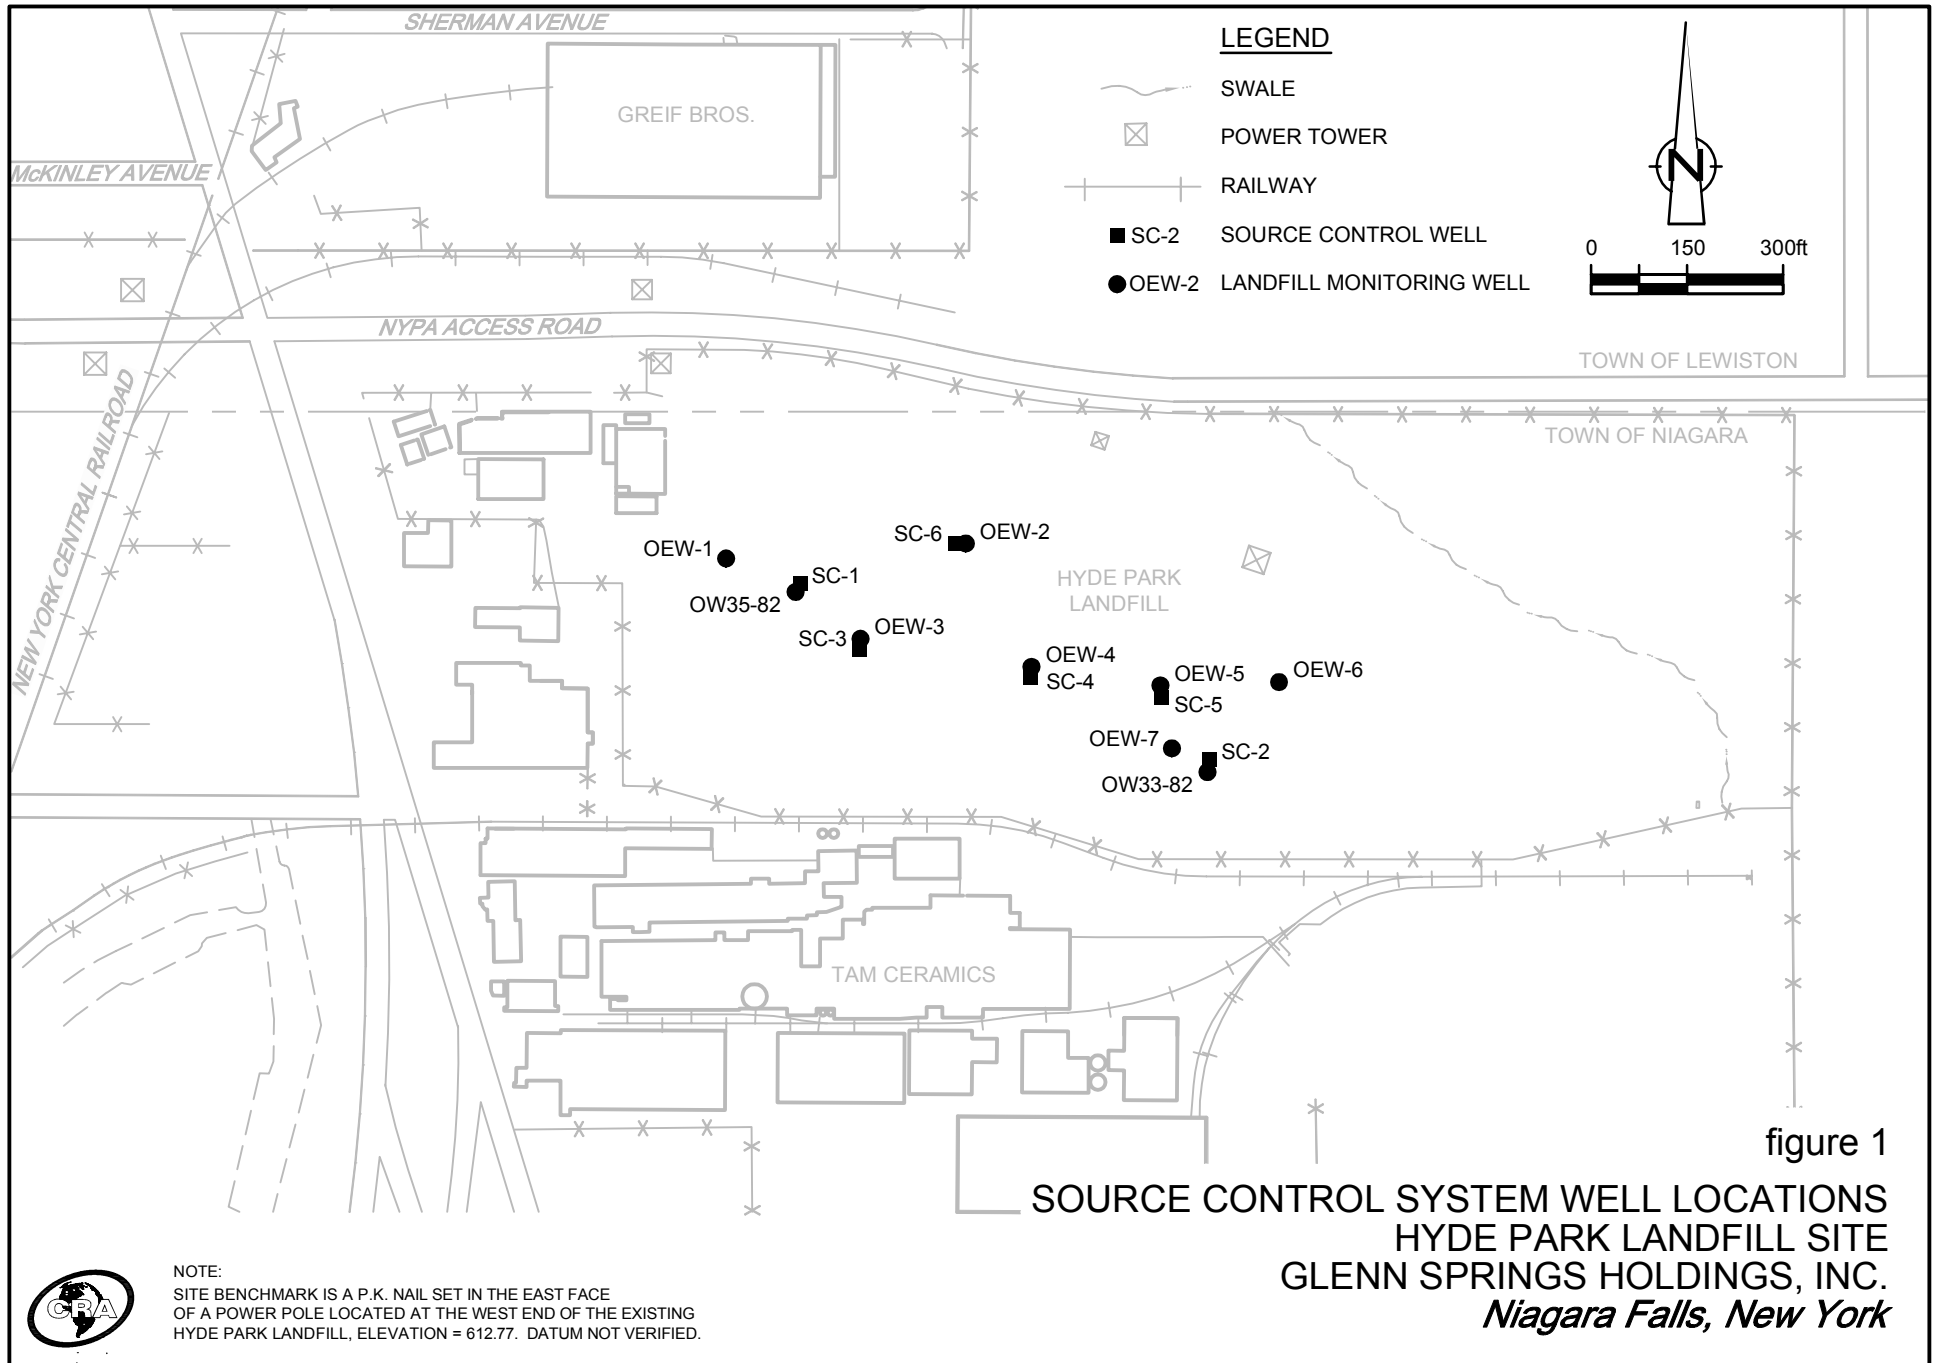 SHERMAN AVENUE
GREIF BROS.
McKINLEY AVENUE
LEGEND
SWALE
POWER TOWER
RAILWAY
SC-2 SOURCE CONTROL WELL
OEW-2 LANDFILL MONITORING WELL
N
0 150 300ft
NYPA ACCESS ROAD
TOWN OF LEWISTON
TOWN OF NIAGARA
NEW YORK CENTRAL RAILROAD
OEW-1
SC-6
OEW-2
SC-1
OW35-82
HYDE PARK
LANDFILL
SC-3
OEW-3
OEW-4
SC-4
OEW-5
SC-5
OEW-6
OEW-7
SC-2
OW33-82
TAM CERAMICS
figure 1
SOURCE CONTROL SYSTEM WELL LOCATIONS
HYDE PARK LANDFILL SITE
GLENN SPRINGS HOLDINGS, INC.
Niagara Falls, New York
CRA
NOTE:
SITE BENCHMARK IS A P.K. NAIL SET IN THE EAST FACE
OF A POWER POLE LOCATED AT THE WEST END OF THE EXISTING
HYDE PARK LANDFILL, ELEVATION = 612.77. DATUM NOT VERIFIED.